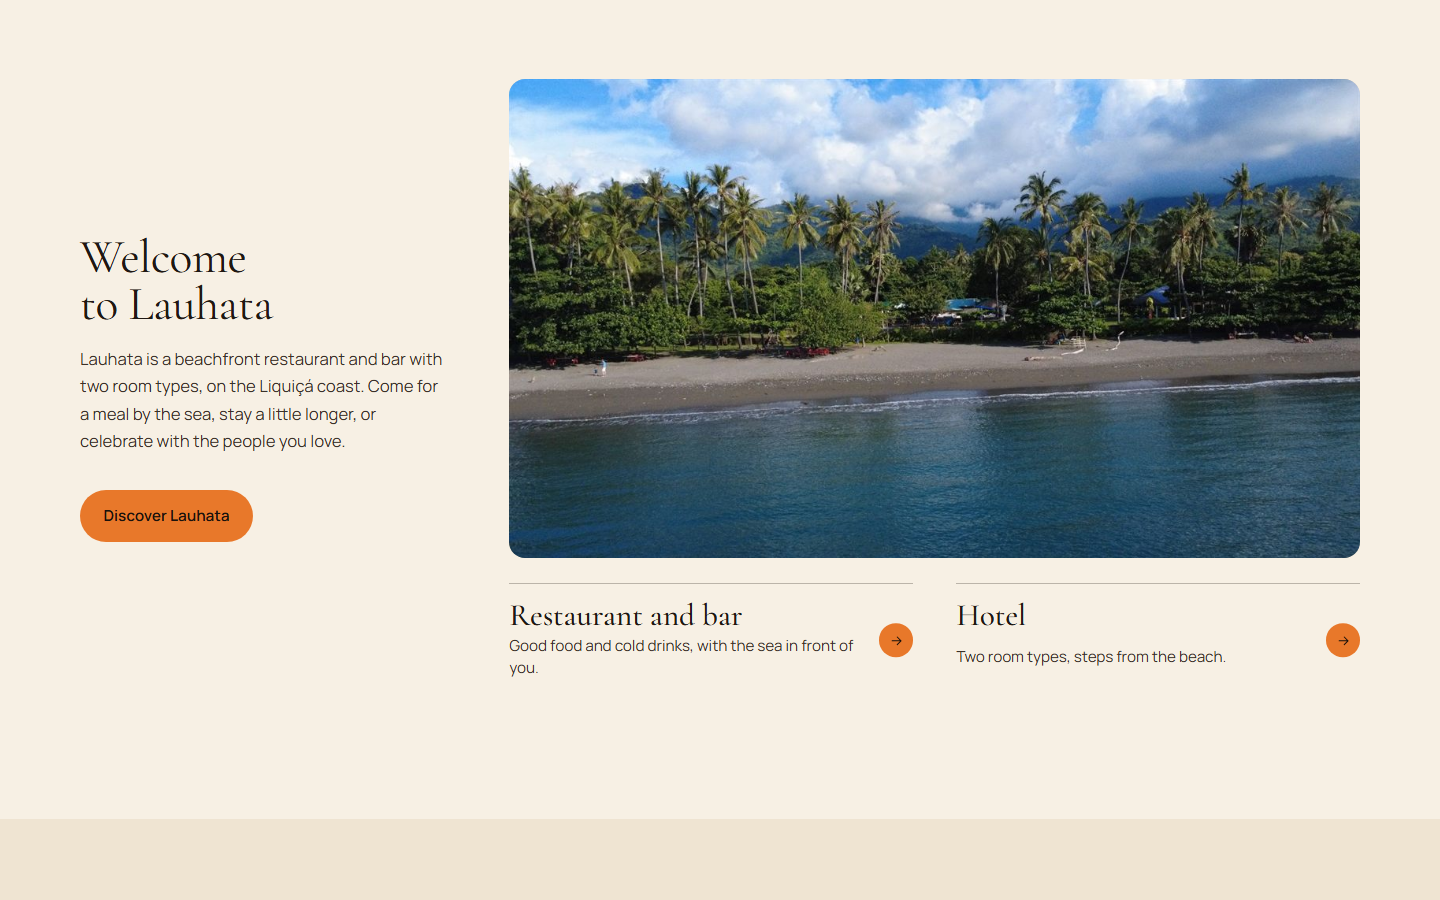 Welcome
to Lauhata
Lauhata is a beachfront restaurant and bar with
two room types, on the Liquiçá coast. Come for
a meal by the sea, stay a little longer, or
celebrate with the people you love.
Discover Lauhata
Restaurant and bar
Good food and cold drinks, with the sea in front of
you.
→
Hotel
Two room types, steps from the beach.
→